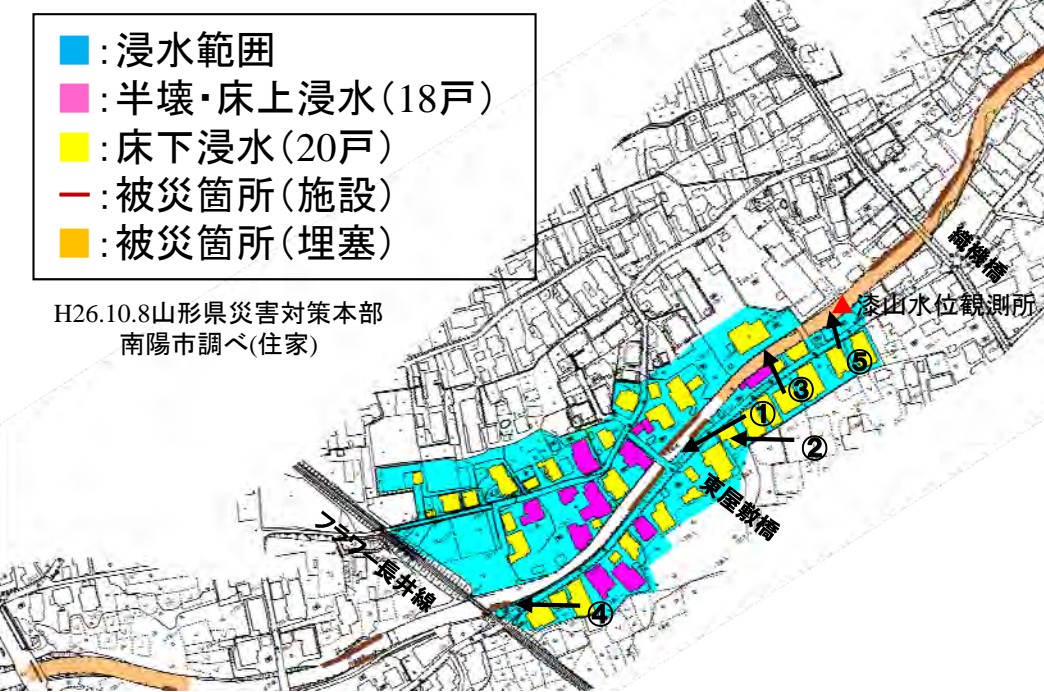 :浸水範囲
:半壊・床上浸水(18戸)
:床下浸水(20戸)
:被災箇所(施設)
:被災箇所(埋塞)
H26.10.8山形県災害対策本部
南陽市調べ(住家)
織機橋
漆山水位観測所
⑤
③
①
②
東屋敷橋
フラワー長井線
④